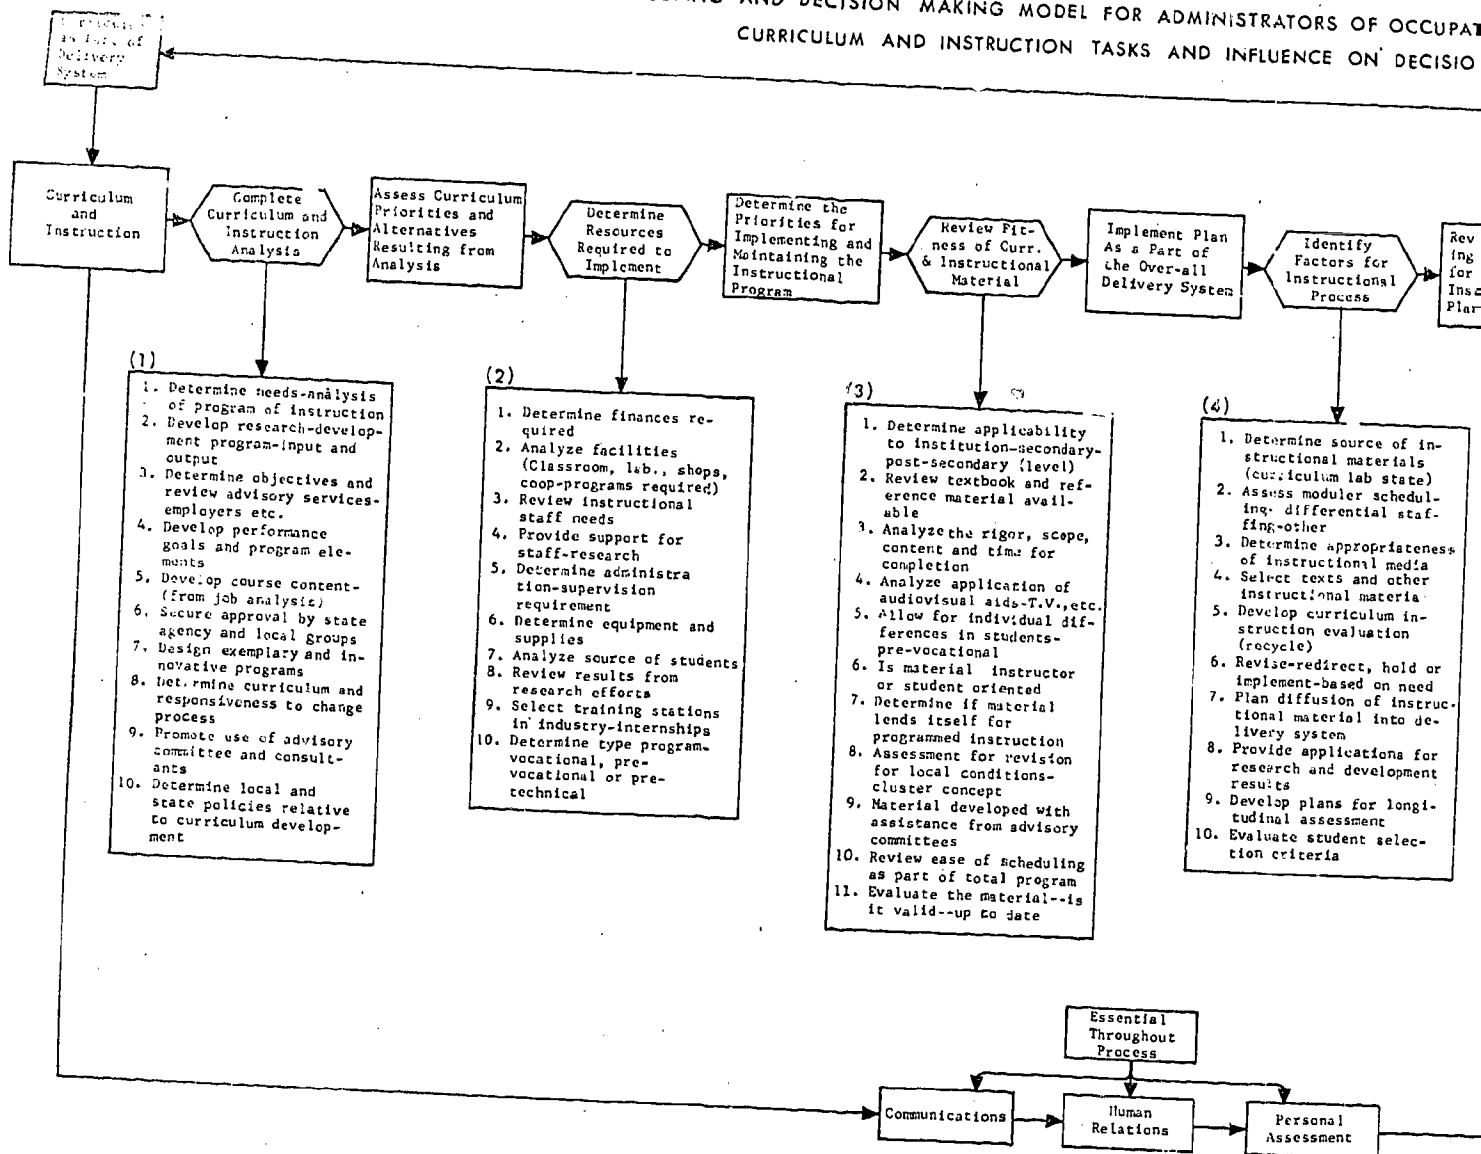 AND DECISION MAKING MODEL FOR ADMINISTRATORS OF OCCUPAT
CURRICULUM AND INSTRUCTION TASKS AND INFLUENCE ON DECISIO
as Part of
Delivery
System
Curriculum
and
Instruction
Complete
Curriculum and
Instruction
Analysis
Assess Curriculum
Priorities and
Alternatives
Resulting from
Analysis
Determine
Resources
Required to
Implement
Determine the
Priorities for
Implementing and
Maintaining the
Instructional
Program
Review Fit-
ness of Curr.
& Instructional
Material
Implement Plan
As a Part of
the Over-all
Delivery System
Identify
Factors for
Instructional
Process
Rev
ing
for
Ins
Plan
(1)
1. Determine needs-analysis
of program of instruction
2. Develop research-develop-
ment program-input and
output
3. Determine objectives and
review advisory services-
employers etc.
4. Develop performance
goals and program ele-
ments
5. Develop course content-
(from job analysis)
6. Secure approval by state
agency and local groups
7. Design exemplary and in-
novative programs
8. Determine curriculum and
responsiveness to change
process
9. Promote use of advisory
committee and consult-
ants
10. Determine local and
state policies relative
to curriculum develop-
ment
(2)
1. Determine finances re-
quired
2. Analyze facilities
(Classroom, lab., shops,
coop-programs required)
3. Review instructional
staff needs
4. Provide support for
staff-research
5. Determine administra
tion-supervision
requirement
6. Determine equipment and
supplies
7. Analyze source of students
8. Review results from
research efforts
9. Select training stations
in industry-internships
10. Determine type program-
vocational, pre-
vocational or pre-
technical
(3)
1. Determine applicability
to institution-secondary-
post-secondary (level)
2. Review textbook and ref-
erence material avail-
able
3. Analyze the rigor, scope,
content and time for
completion
4. Analyze application of
audiovisual aids-T.V.,etc.
5. Allow for individual dif-
ferences in students-
pre-vocational
6. Is material instructor
or student oriented
7. Determine if material
lends itself for
programmed instruction
8. Assessment for revision
for local conditions-
cluster concept
9. Material developed with
assistance from advisory
committees
10. Review ease of scheduling
as part of total program
11. Evaluate the material--is
it valid--up to date
(4)
1. Determine source of in-
structional materials
(curriculum lab state)
2. Assess moduler schedul-
ing- differential staf-
fing-other
3. Determine appropriateness
of instructional media
4. Select texts and other
instructional materia
5. Develop curriculum in-
struction evaluation
(recycle)
6. Revise-redirect, hold or
implement-based on need
7. Plan diffusion of instruc-
tional material into de-
livery system
8. Provide applications for
research and development
results
9. Develop plans for longi-
tudinal assessment
10. Evaluate student selec-
tion criteria
Essential
Throughout
Process
Communications
Human
Relations
Personal
Assessment